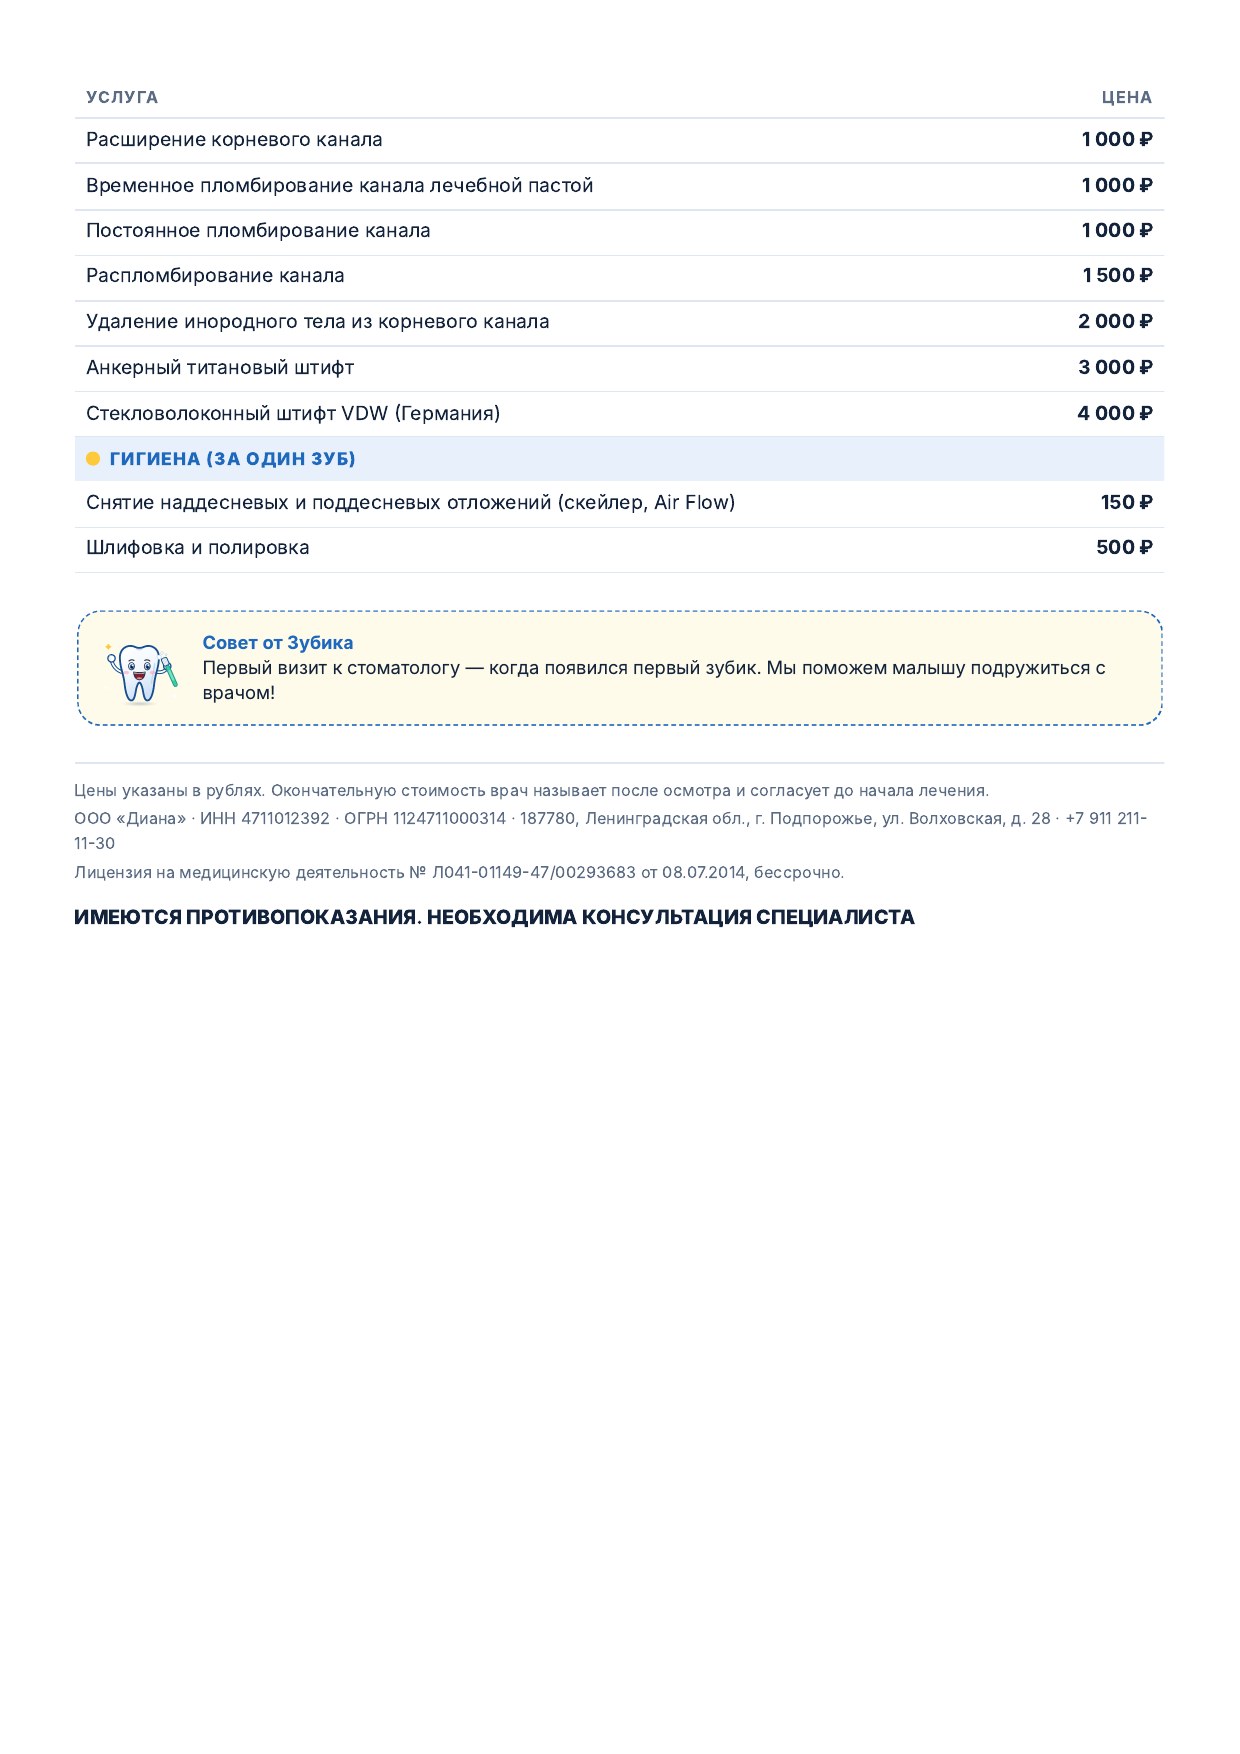 УСЛУГА ЦЕНА
Расширение корневого канала 1 000 ₽
Временное пломбирование канала лечебной пастой 1 000 ₽
Постоянное пломбирование канала 1 000 ₽
Распломбирование канала 1 500 ₽
Удаление инородного тела из корневого канала 2 000 ₽
Анкерный титановый штифт 3 000 ₽
Стекловолоконный штифт VDW (Германия) 4 000 ₽
ГИГИЕНА (ЗА ОДИН ЗУБ)
Снятие наддесневых и поддесневых отложений (скейлер, Air Flow) 150 ₽
Шлифовка и полировка 500 ₽
Совет от Зубика
Первый визит к стоматологу — когда появился первый зубик. Мы поможем малышу подружиться с
врачом!
Цены указаны в рублях. Окончательную стоимость врач называет после осмотра и согласует до начала лечения.
ООО «Диана» · ИНН 4711012392 · ОГРН 1124711000314 · 187780, Ленинградская обл., г. Подпорожье, ул. Волховская, д. 28 · +7 911 211-
11-30
Лицензия на медицинскую деятельность № Л041-01149-47/00293683 от 08.07.2014, бессрочно.
ИМЕЮТСЯ ПРОТИВОПОКАЗАНИЯ. НЕОБХОДИМА КОНСУЛЬТАЦИЯ СПЕЦИАЛИСТА